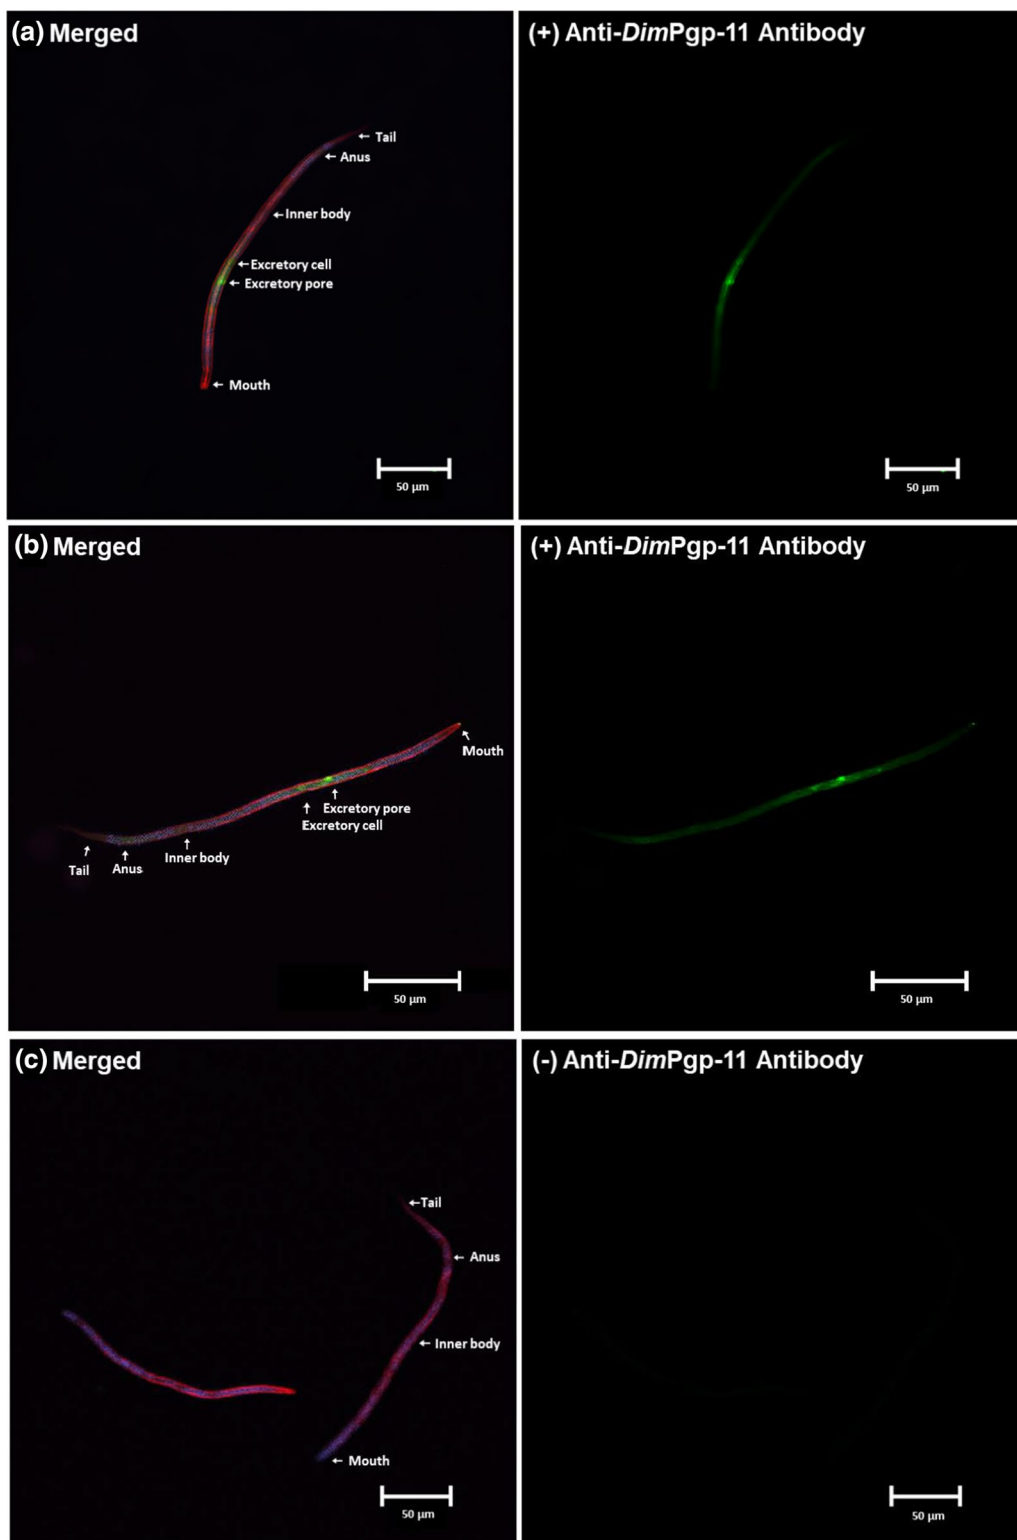 (a) Merged
(+) Anti-DimPgp-11 Antibody
Tail
Anus
Inner body
Excretory cell
Excretory pore
Mouth
50 µm
50 µm
(b) Merged
(+) Anti-DimPgp-11 Antibody
Mouth
Excretory pore
Excretory cell
Inner body
Tail
Anus
50 µm
50 µm
(c) Merged
(-) Anti-DimPgp-11 Antibody
Tail
Anus
Inner body
Mouth
50 µm
50 µm